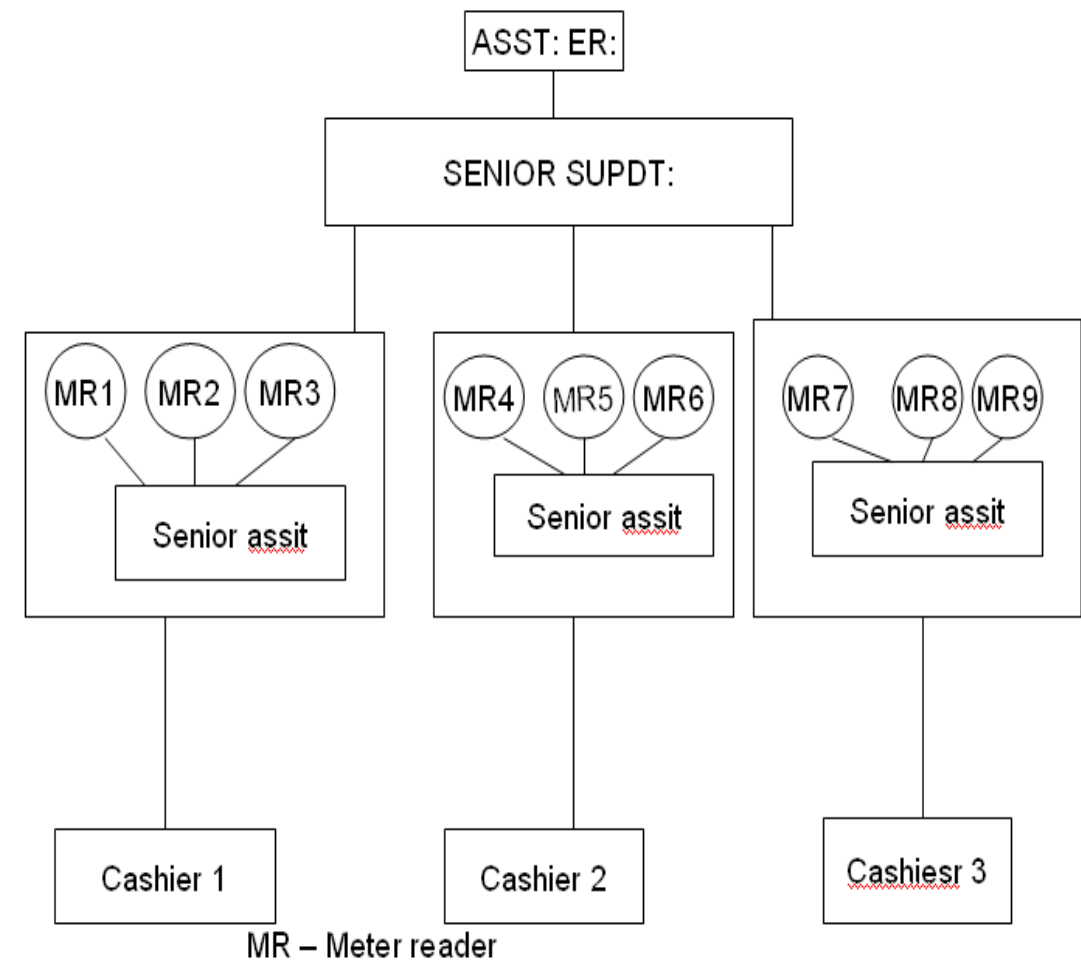 ASST: ER:
SENIOR SUPDT:
MR1 MR2 MR3
Senior assit
MR4 MR5 MR6
Senior assit
MR7 MR8 MR9
Senior assit
Cashier 1
Cashier 2
Cashiesr 3
MR – Meter reader